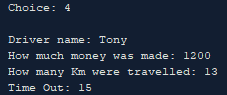 Choice: 4
Driver name: Tony
How much money was made: 1200
How many Km were travelled: 13
Time Out: 15